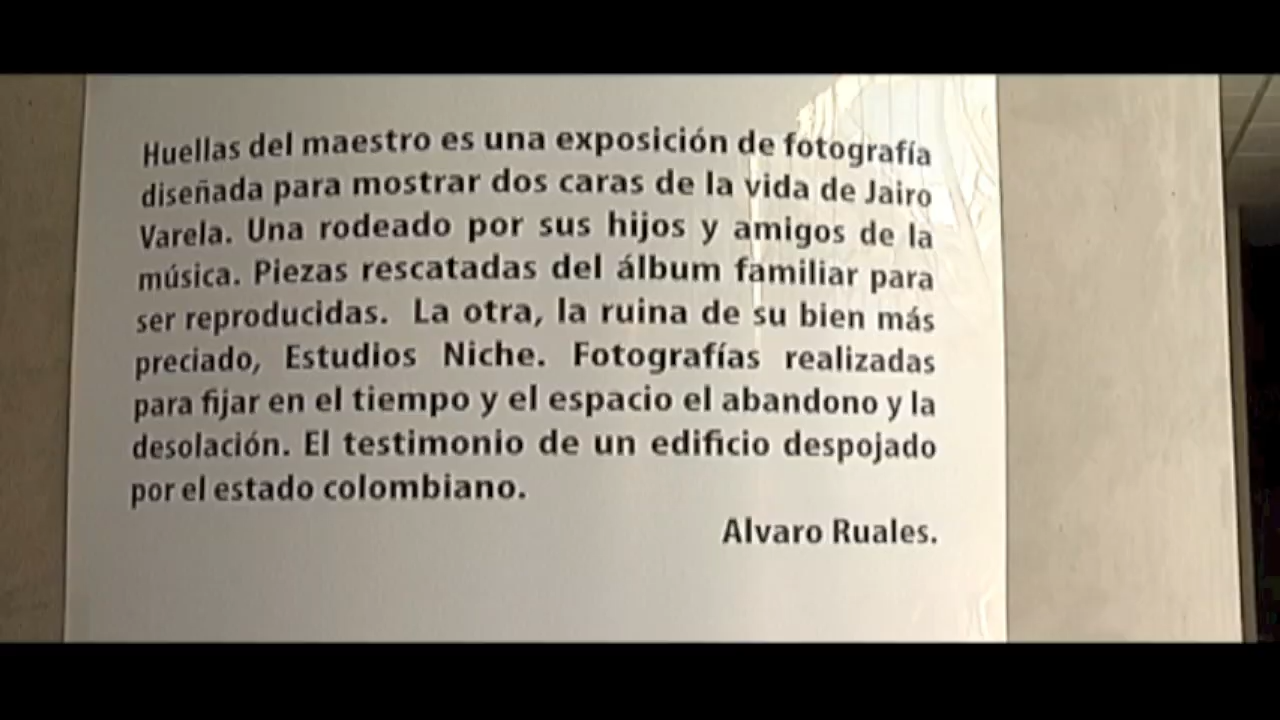 Huellas del maestro es una exposición de fotografía
diseñada para mostrar dos caras de la vida de Jairo
Varela. Una rodeado por sus hijos y amigos de la
música. Piezas rescatadas del álbum familiar para
ser reproducidas. La otra, la ruina de su bien más
preciado, Estudios Niche. Fotografías realizadas
para fijar en el tiempo y el espacio el abandono y la
desolación. El testimonio de un edificio despojado
por el estado colombiano.
Alvaro Ruales.